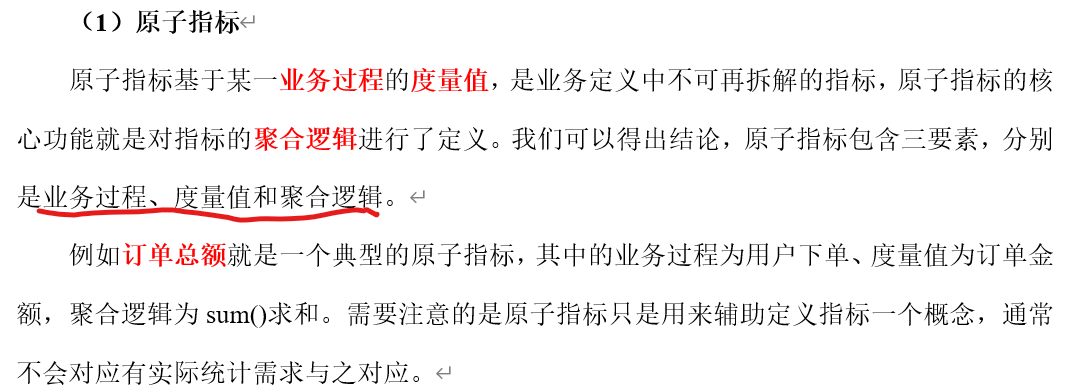 （1）原子指标
原子指标基于某一业务过程的度量值，是业务定义中不可再拆解的指标，原子指标的核
心功能就是对指标的聚合逻辑进行了定义。我们可以得出结论，原子指标包含三要素，分别
是业务过程、度量值和聚合逻辑。
例如订单总额就是一个典型的原子指标，其中的业务过程为用户下单、度量值为订单金
额，聚合逻辑为 sum()求和。需要注意的是原子指标只是用来辅助定义指标一个概念，通常
不会对应有实际统计需求与之对应。